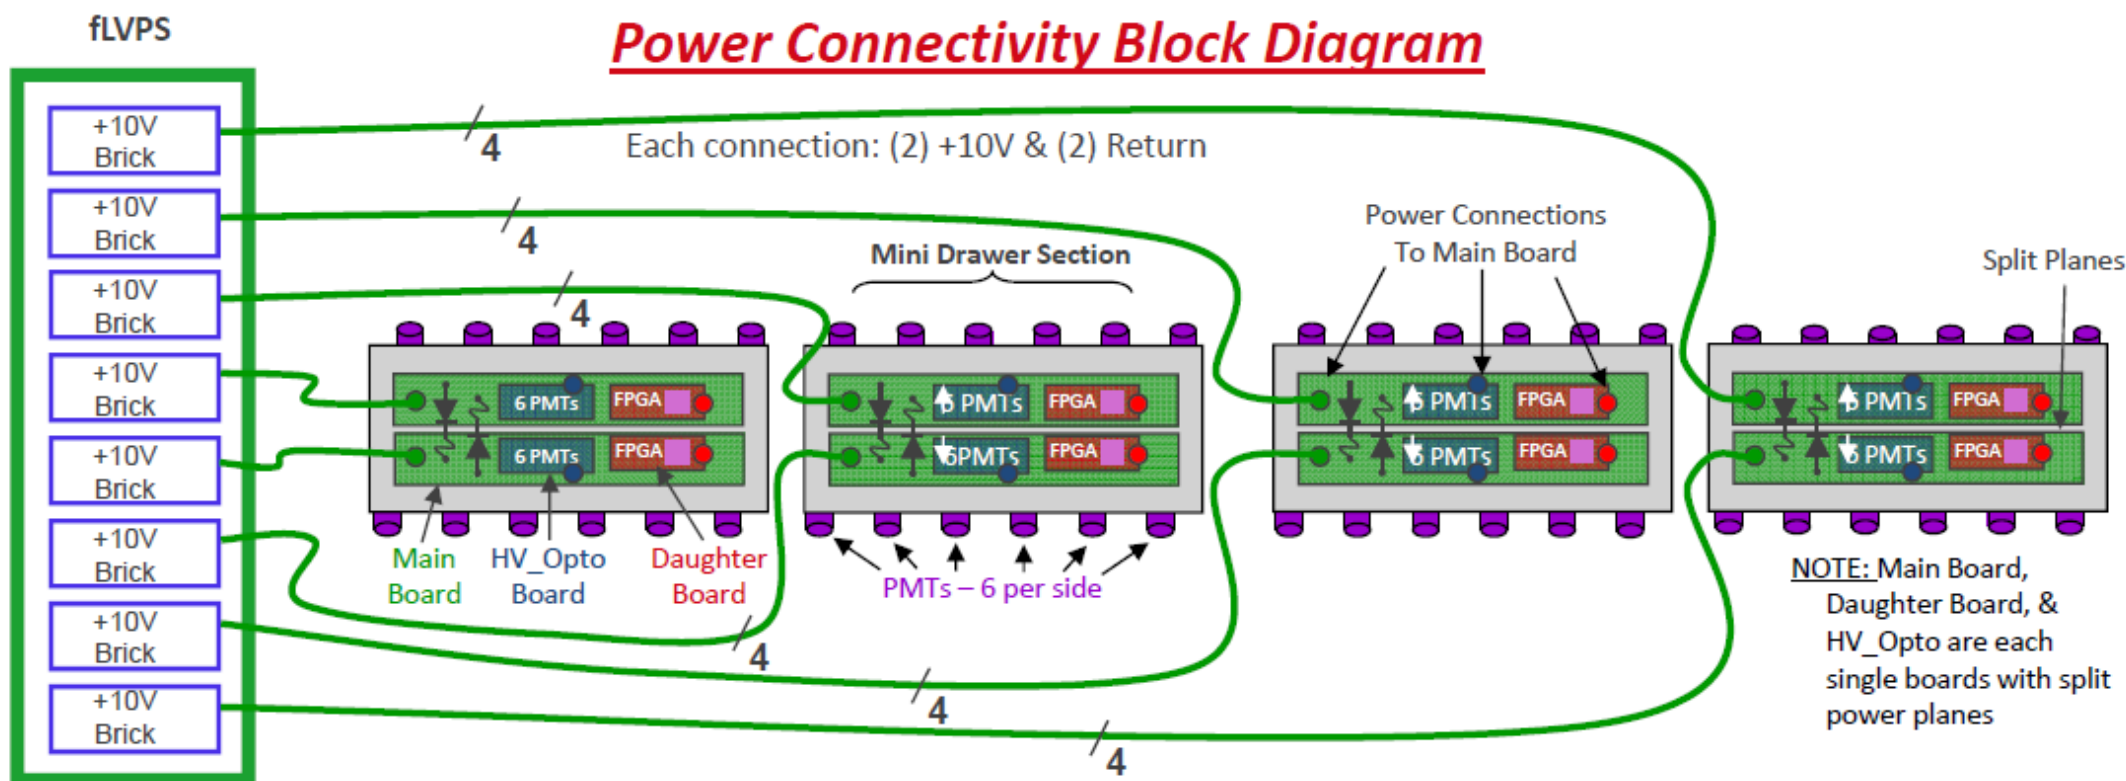 fLVPS
Power Connectivity Block Diagram
+10V
Brick
+10V
Brick
+10V
Brick
+10V
Brick
+10V
Brick
+10V
Brick
+10V
Brick
+10V
Brick
4
Each connection: (2) +10V & (2) Return
4
4
Mini Drawer Section
Power Connections
To Main Board
Split Planes
6 PMTs
FPGA
6 PMTs
FPGA
6 PMTs
FPGA
6PMTs
FPGA
6 PMTs
FPGA
6 PMTs
FPGA
6 PMTs
FPGA
6 PMTs
FPGA
Main
Board
HV_Opto
Board
Daughter
Board
PMTs – 6 per side
4
4
4
NOTE: Main Board,
Daughter Board, &
HV_Opto are each
single boards with split
power planes